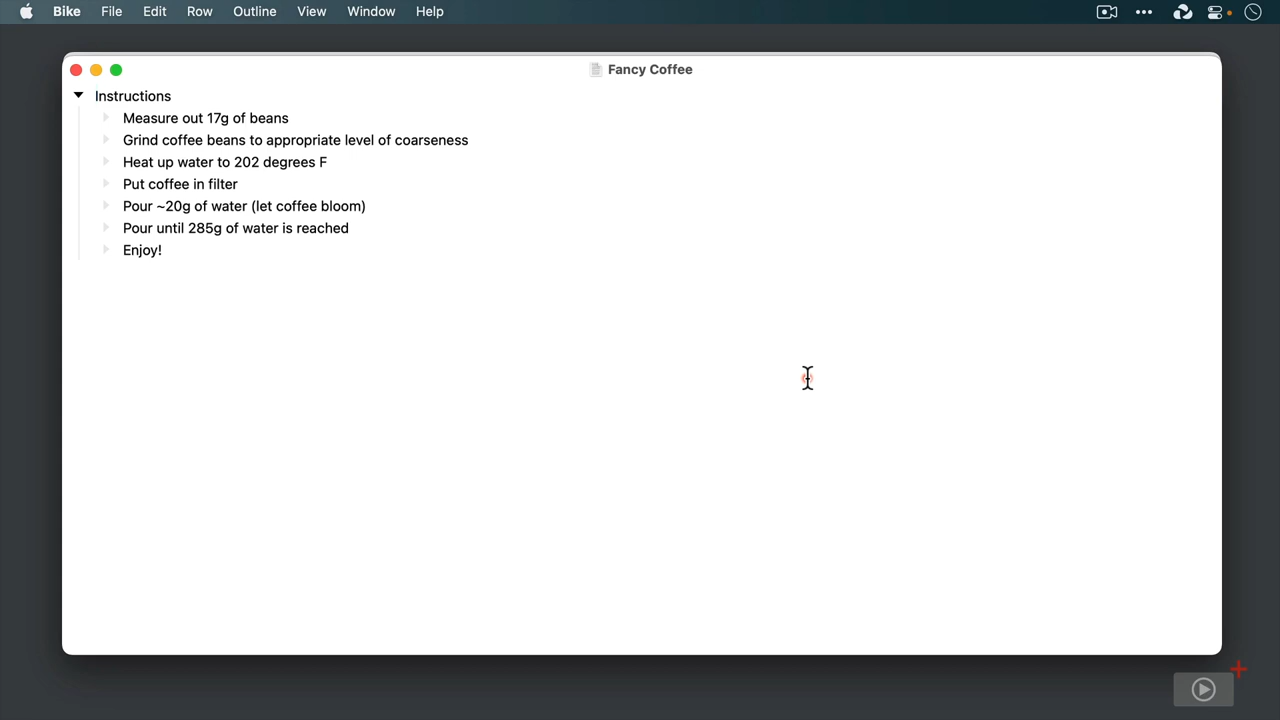 Bike File Edit Row Outline View Window Help
Fancy Coffee
Instructions
Measure out 17g of beans
Grind coffee beans to appropriate level of coarseness
Heat up water to 202 degrees F
Put coffee in filter
Pour ~20g of water (let coffee bloom)
Pour until 285g of water is reached
Enjoy!